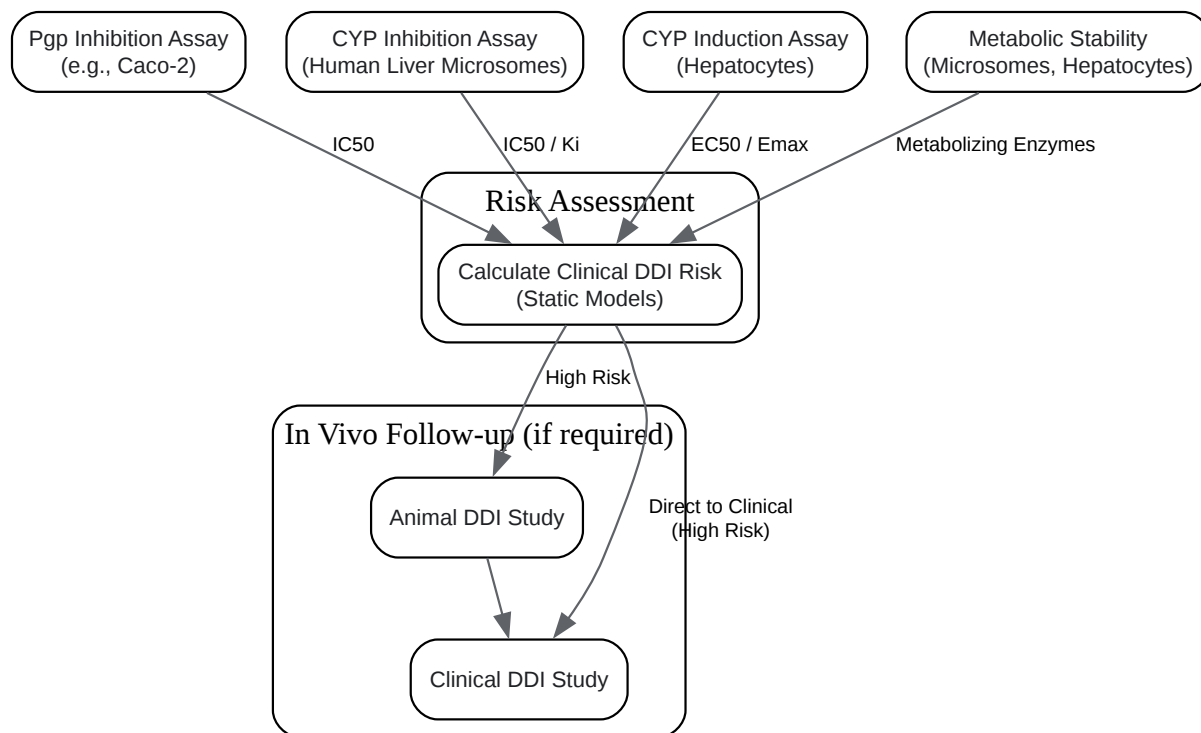 Pgp Inhibition Assay
(e.g., Caco-2)
CYP Inhibition Assay
(Human Liver Microsomes)
CYP Induction Assay
(Hepatocytes)
Metabolic Stability
(Microsomes, Hepatocytes)
IC50
IC50 / Ki
EC50 / Emax
Metabolizing Enzymes
Risk Assessment
Calculate Clinical DDI Risk
(Static Models)
High Risk
In Vivo Follow-up (if required)
Animal DDI Study
Direct to Clinical
(High Risk)
Clinical DDI Study